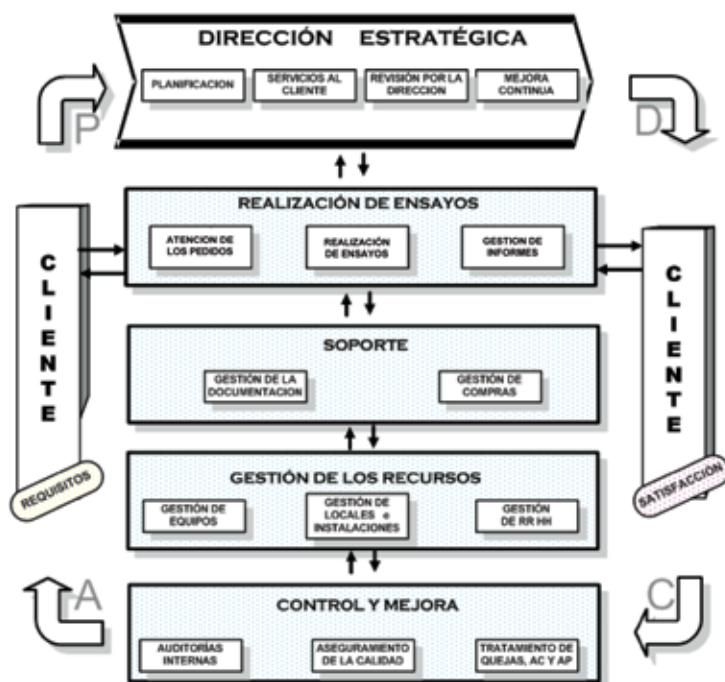 DIRECCIÓN ESTRATÉGICA
PLANIFICACION
SERVICIOS AL
CLIENTE
REVISIÓN POR LA
DIRECCION
MEJORA
CONTINUA
P
D
REALIZACIÓN DE ENSAYOS
ATENCION DE
LOS PEDIDOS
REALIZACIÓN
DE ENSAYOS
GESTION DE
INFORMES
CLIENTE
REQUISITOS
CLIENTE
SATISFACCIÓN
SOPORTE
GESTIÓN DE LA
DOCUMENTACION
GESTIÓN DE
COMPRAS
GESTIÓN DE LOS RECURSOS
GESTIÓN DE
EQUIPOS
GESTIÓN DE
LOCALES e
INSTALACIONES
GESTIÓN
DE RR HH
A
C
CONTROL Y MEJORA
AUDITORÍAS
INTERNAS
ASEGURAMIENTO
DE LA CALIDAD
TRATAMIENTO DE
QUEJAS, AC Y AP